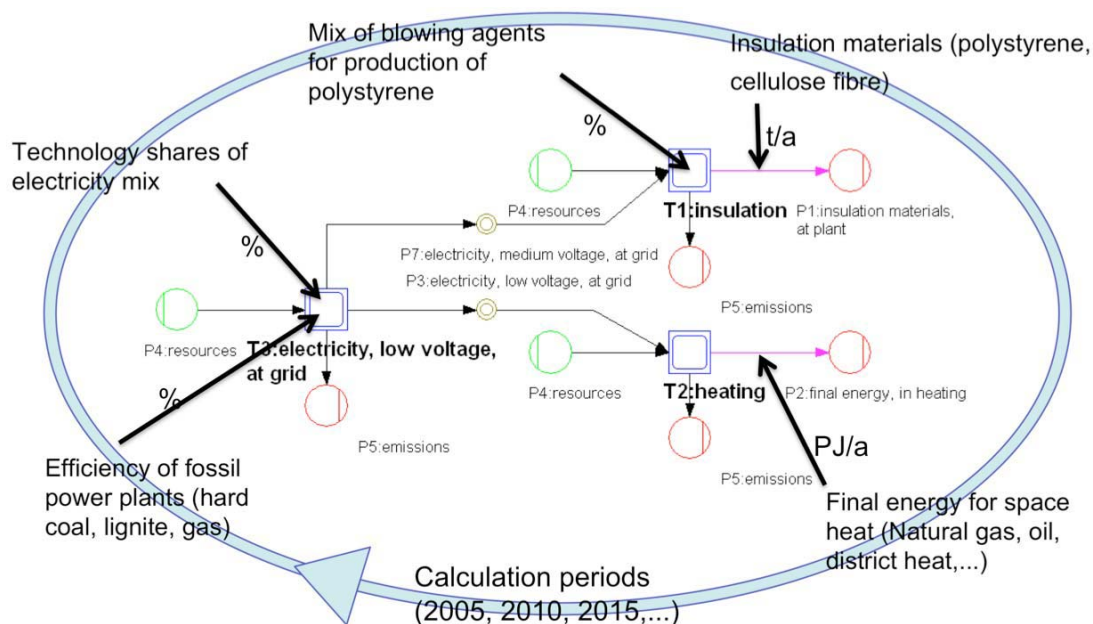 Mix of blowing agents
for production of
polystyrene
Insulation materials (polystyrene,
cellulose fibre)
%
t/a
Technology shares of
electricity mix
P4:resources
T1:insulation
P1:insulation materials,
at plant
%
P7:electricity, medium voltage, at grid
P3:electricity, low voltage, at grid
P5:emissions
P4:resources
T3:electricity, low voltage,
at grid
P4:resources
T2:heating
P2:final energy, in heating
%
P5:emissions
PJ/a
P5:emissions
Efficiency of fossil
power plants (hard
coal, lignite, gas)
Final energy for space
heat (Natural gas, oil,
district heat,...)
Calculation periods
(2005, 2010, 2015,...)